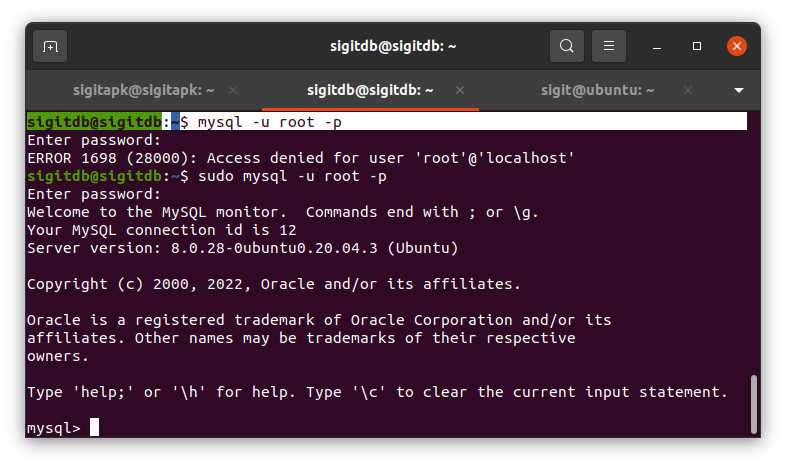 sigitdb@sigitdb: ~
sigitapk@sigitapk: ~
sigitdb@sigitdb: ~
sigit@ubuntu: ~
sigitdb@sigitdb:~$ mysql -u root -p
Enter password:
ERROR 1698 (28000): Access denied for user 'root'@'localhost'
sigitdb@sigitdb:~$ sudo mysql -u root -p
Enter password:
Welcome to the MySQL monitor.  Commands end with ; or \g.
Your MySQL connection id is 12
Server version: 8.0.28-0ubuntu0.20.04.3 (Ubuntu)
Copyright (c) 2000, 2022, Oracle and/or its affiliates.
Oracle is a registered trademark of Oracle Corporation and/or its
affiliates. Other names may be trademarks of their respective
owners.
Type 'help;' or '\h' for help. Type '\c' to clear the current input statement.
mysql>